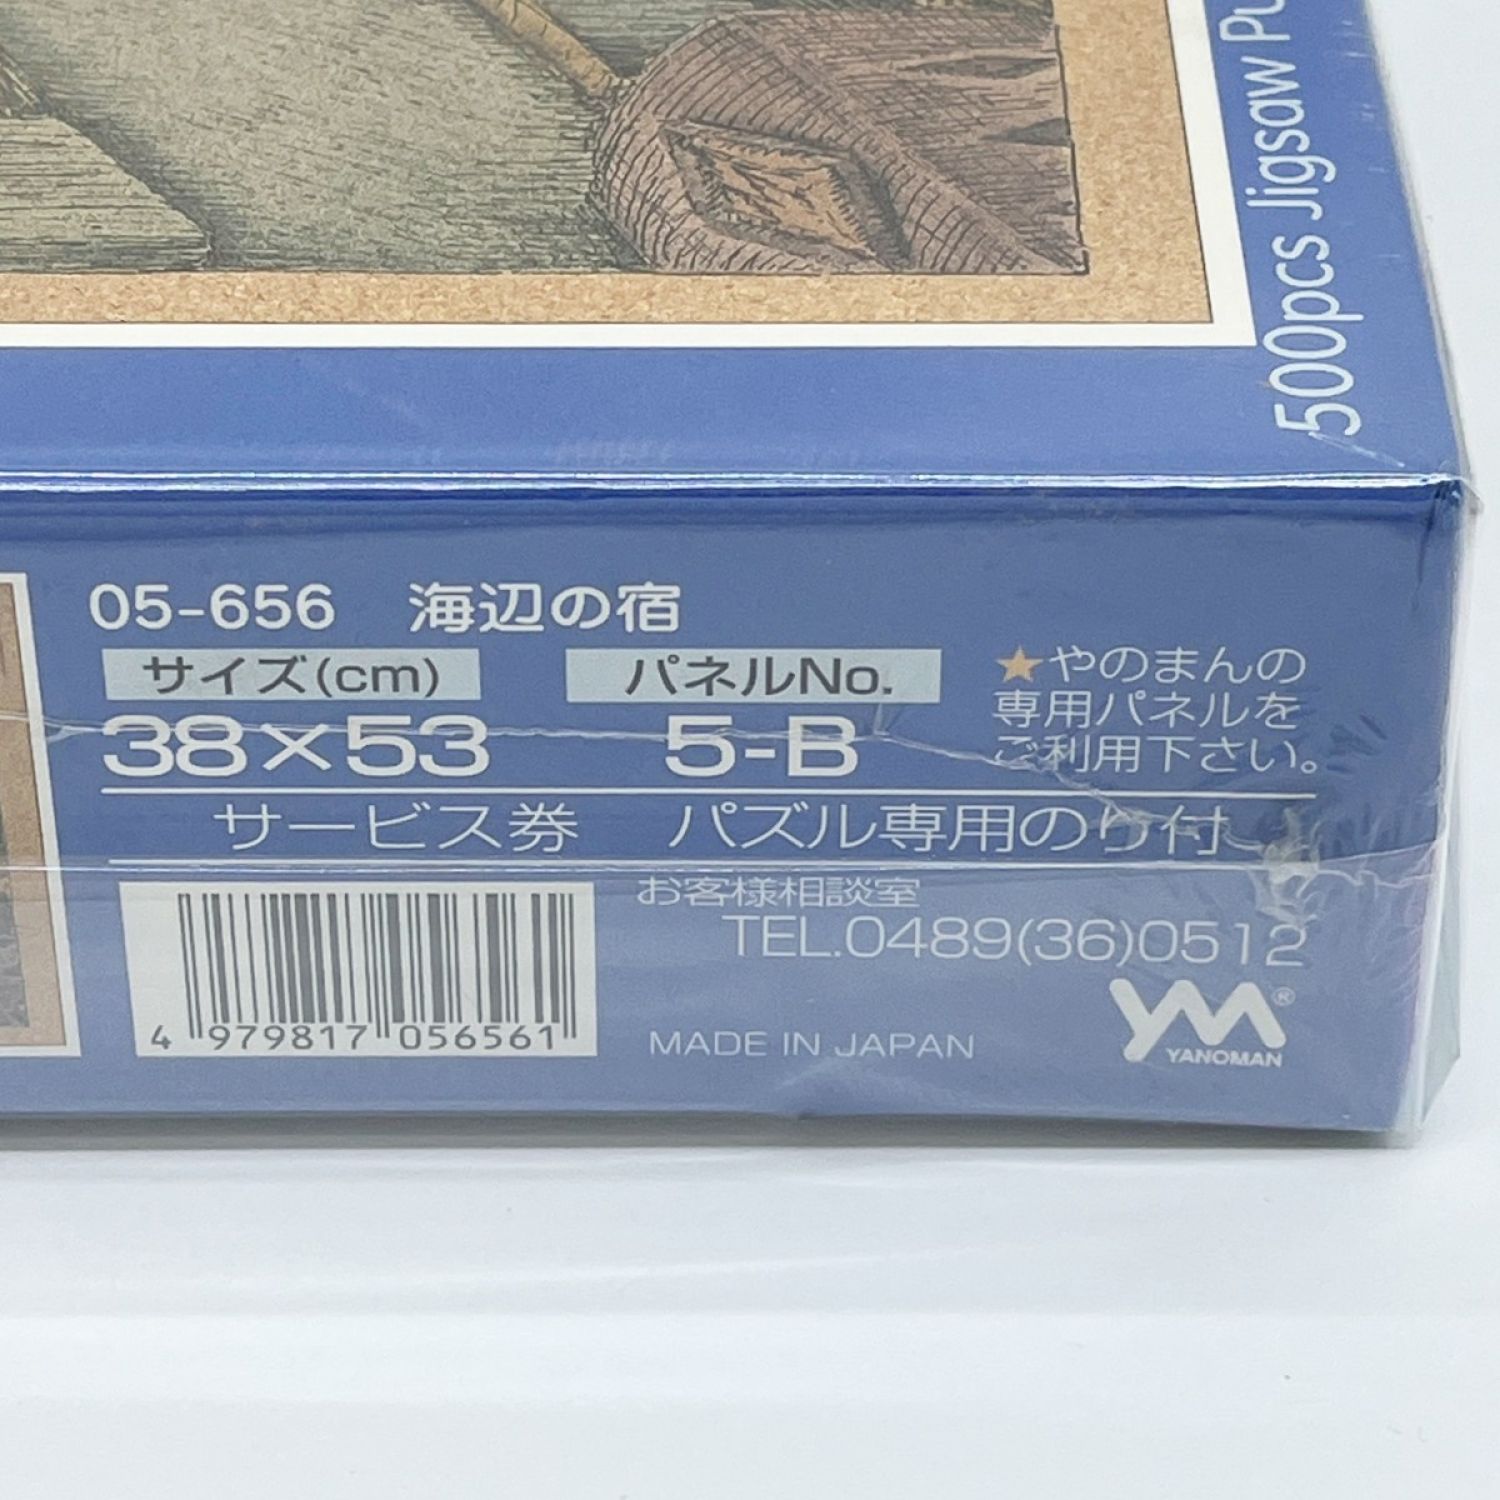 500pcs Jigsaw
05-656 海辺の宿
サイズ(cm) パネルNo.
38×53 5-B
★やのまんの
専用パネルを
ご利用下さい。
サービス券 パズル専用のり付
お客様相談室
TEL.0489(36)0512
4 979817 056561
MADE IN JAPAN
YM®
YANOMAN